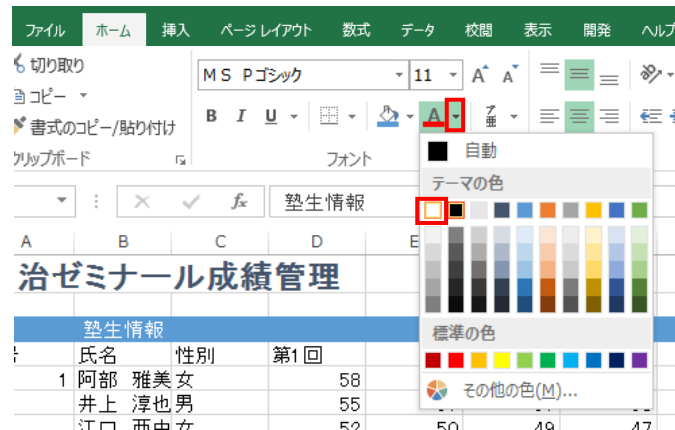 ファイル ホーム 挿入 ページ レイアウト 数式 データ 校閲 表示 開発 ヘルプ
切り取り
コピー
書式のコピー/貼り付け
クリップボード
ＭＳ Ｐゴシック 11 A A
B I U A
フォント
自動
テーマの色
fx 塾生情報
A B C D E
治ゼミナール成績管理
塾生情報
標準の色
氏名 性別 第1回
1 阿部 雅美 女 58
その他の色(M)...
井上 淳也 男 55
江口 女 52 50 49 47